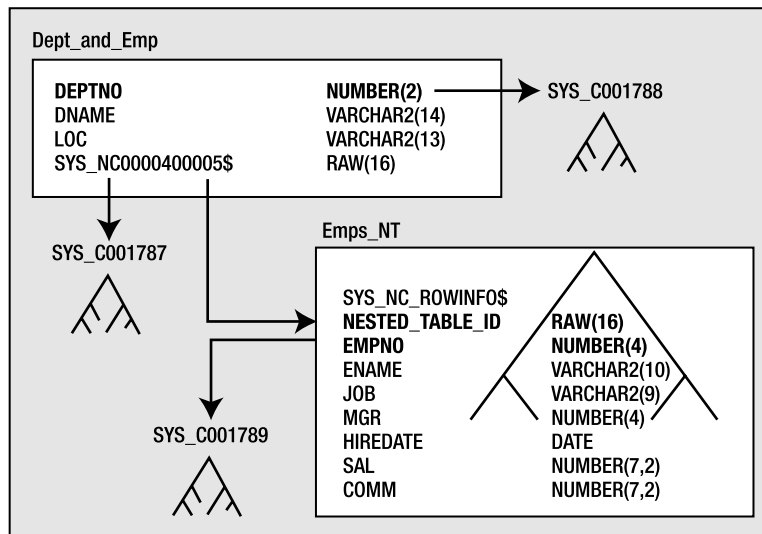 Dept_and_Emp
DEPTNO NUMBER(2)
DNAME VARCHAR2(14)
LOC VARCHAR2(13)
SYS_NC0000400005$ RAW(16)
SYS_C001788
SYS_C001787
Emps_NT
SYS_NC_ROWINFO$
NESTED_TABLE_ID RAW(16)
EMPNO NUMBER(4)
ENAME VARCHAR2(10)
JOB VARCHAR2(9)
MGR NUMBER(4)
HIREDATE DATE
SAL NUMBER(7,2)
COMM NUMBER(7,2)
SYS_C001789